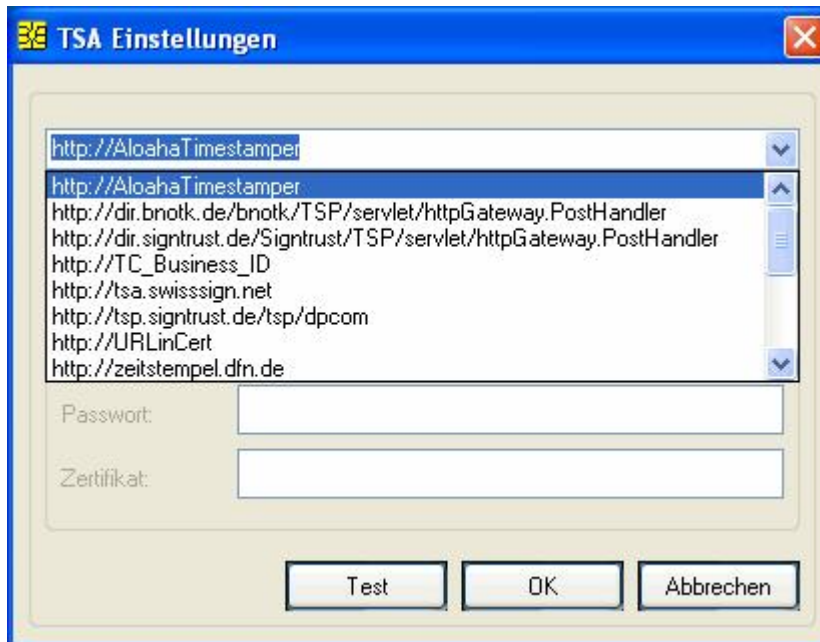 TSA Einstellungen
http://AloahaTimestamper
http://AloahaTimestamper
http://dir.bnotk.de/bnotk/TSP/servlet/httpGateway.PostHandler
http://dir.signtrust.de/Signtrust/TSP/servlet/httpGateway.PostHandler
http://TC_Business_ID
http://tsa.swisssign.net
http://tsp.signtrust.de/tsp/dpcom
http://URLinCert
http://zeitstempel.dfn.de
Passwort:
Zertifikat:
Test OK Abbrechen